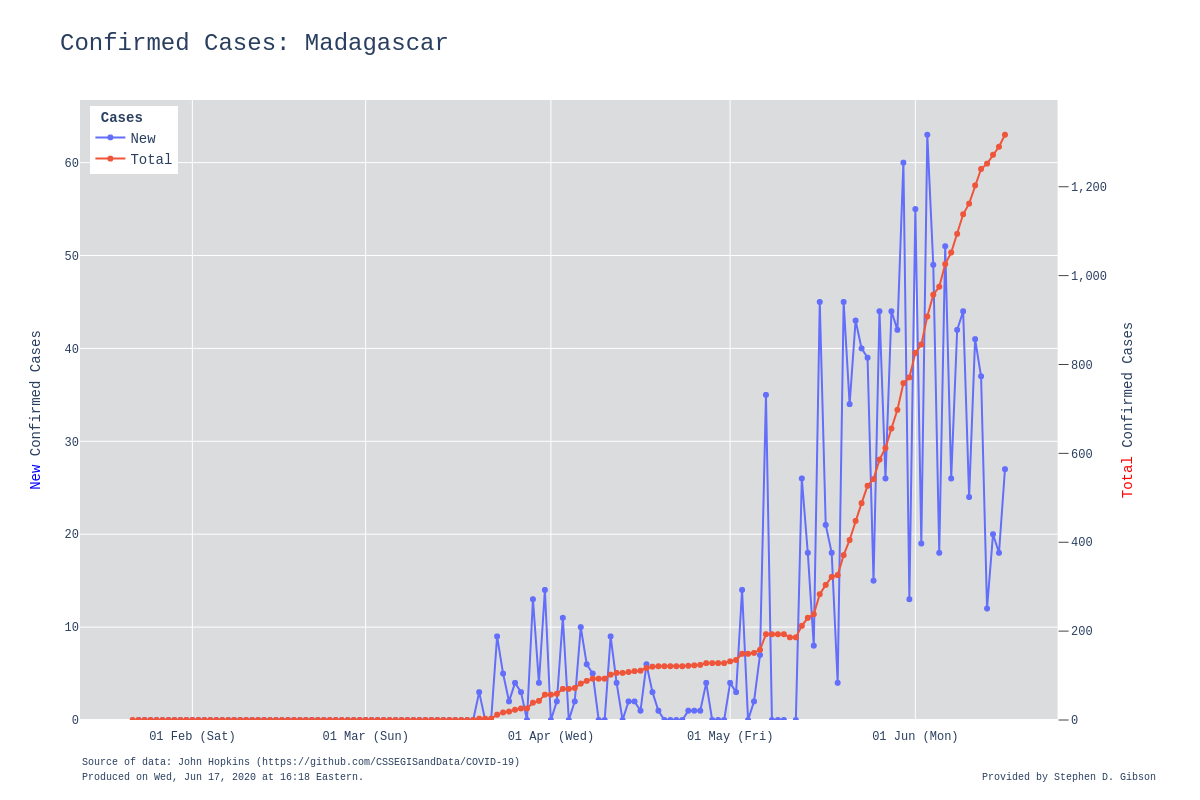 Confirmed Cases: Madagascar
Cases
New
Total
60
50
40
30
20
10
0
1,200
1,000
800
600
400
200
0
New Confirmed Cases
Total Confirmed Cases
01 Feb (Sat) 01 Mar (Sun) 01 Apr (Wed) 01 May (Fri) 01 Jun (Mon)
Source of data: John Hopkins (https://github.com/CSSEGISandData/COVID-19)
Produced on Wed, Jun 17, 2020 at 16:18 Eastern.
Provided by Stephen D. Gibson